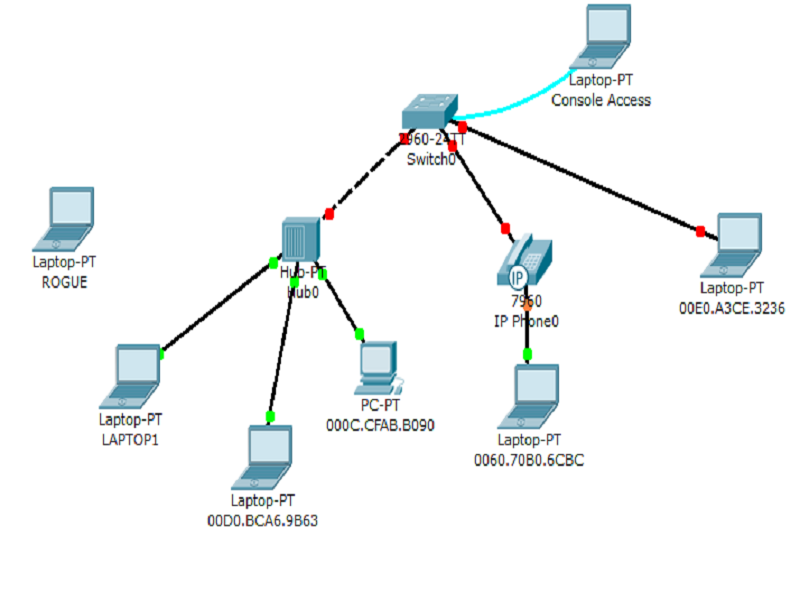 Laptop-PT
Console Access
2960-24TT
Switch0
Laptop-PT
ROGUE
Hub-PT
Hub0
IP
7960
IP Phone0
Laptop-PT
00E0.A3CE.3236
Laptop-PT
LAPTOP1
PC-PT
000C.CFAB.B090
Laptop-PT
0060.70B0.6CBC
Laptop-PT
00D0.BCA6.9B63